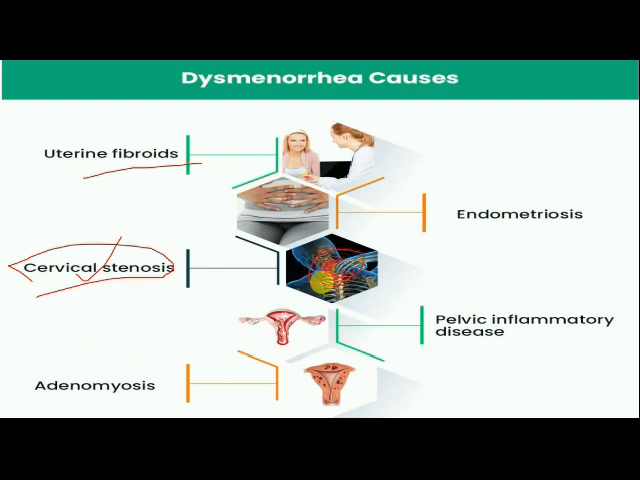 Dysmenorrhea Causes
Uterine fibroids
Endometriosis
Cervical stenosis
Pelvic inflammatory
disease
Adenomyosis